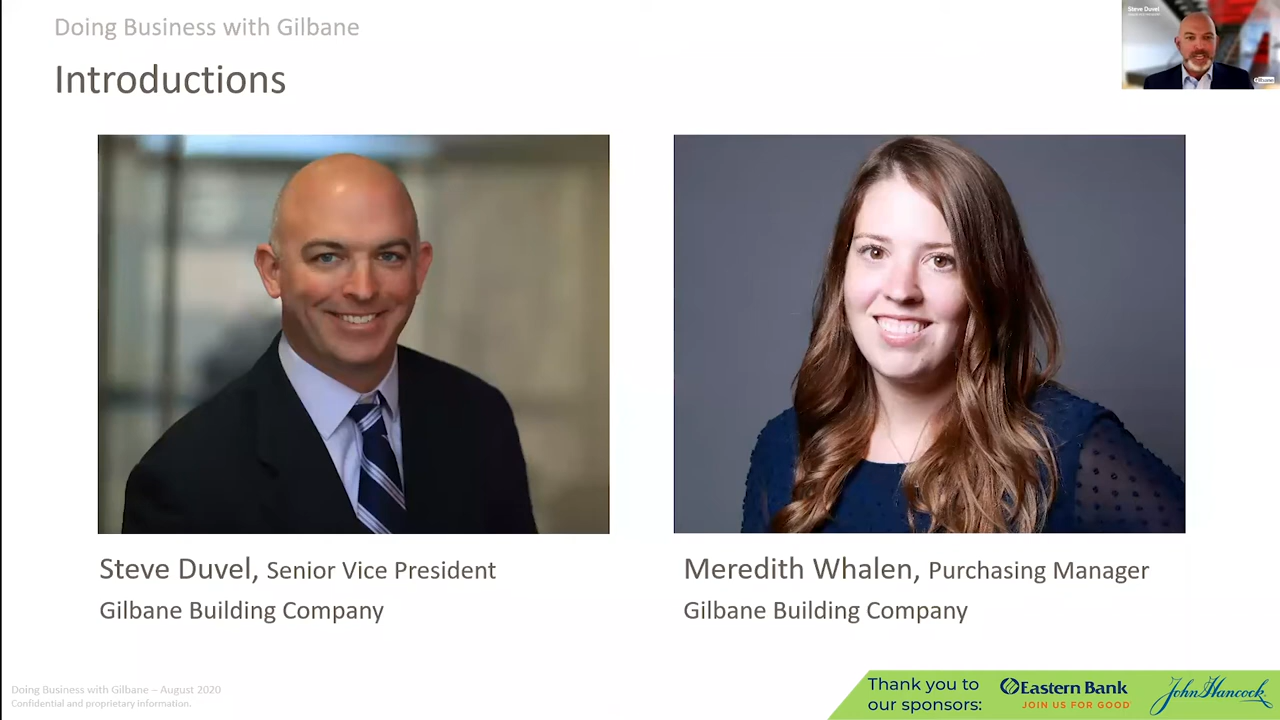 Doing Business with Gilbane
Introductions
Steve Duvel
Steve Duvel, Senior Vice President
Gilbane Building Company
Meredith Whalen, Purchasing Manager
Gilbane Building Company
Doing Business with Gilbane – August 2020
Confidential and proprietary information.
Thank you to
our sponsors:
Eastern Bank
JOIN US FOR GOOD
John Hancock